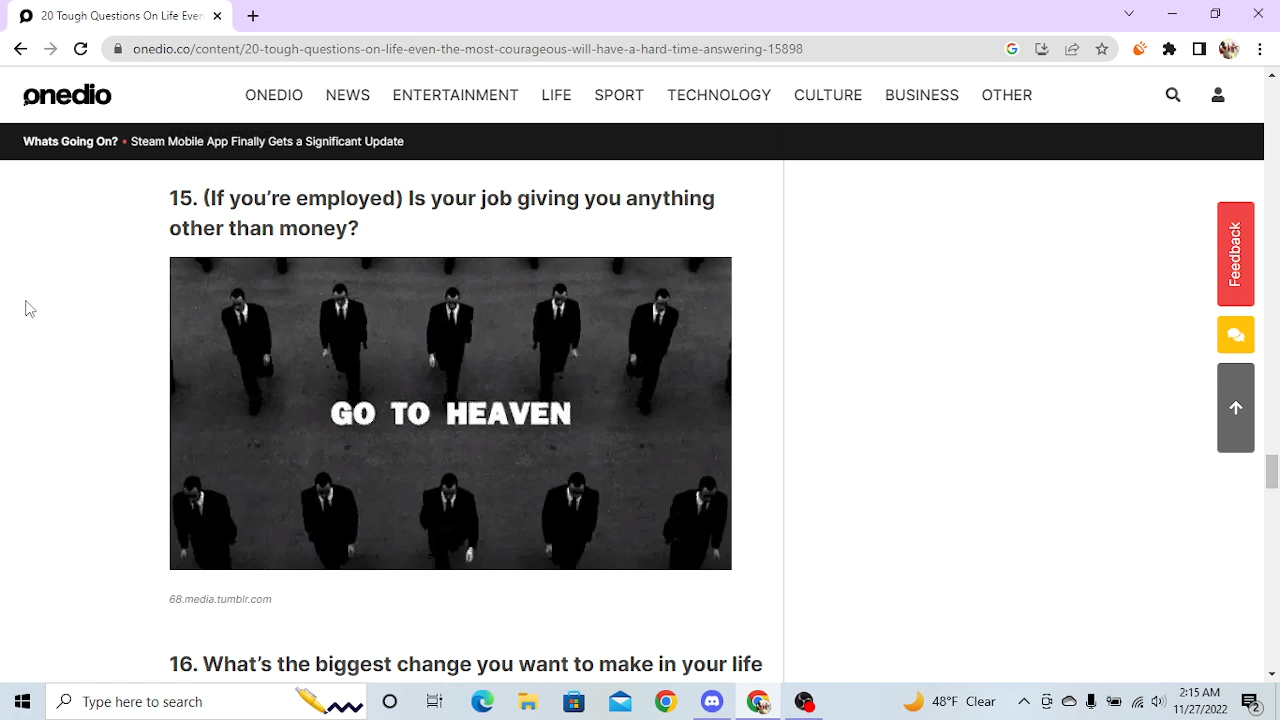 20 Tough Questions On Life Even
onedio.co/content/20-tough-questions-on-life-even-the-most-courageous-will-have-a-hard-time-answering-15898
onedio
ONEDIO NEWS ENTERTAINMENT LIFE SPORT TECHNOLOGY CULTURE BUSINESS OTHER
Whats Going On? • Steam Mobile App Finally Gets a Significant Update
15. (If you’re employed) Is your job giving you anything
other than money?
GO TO HEAVEN
68.media.tumblr.com
16. What’s the biggest change you want to make in your life
Feedback
Type here to search
48°F Clear
2:15 AM
11/27/2022
2